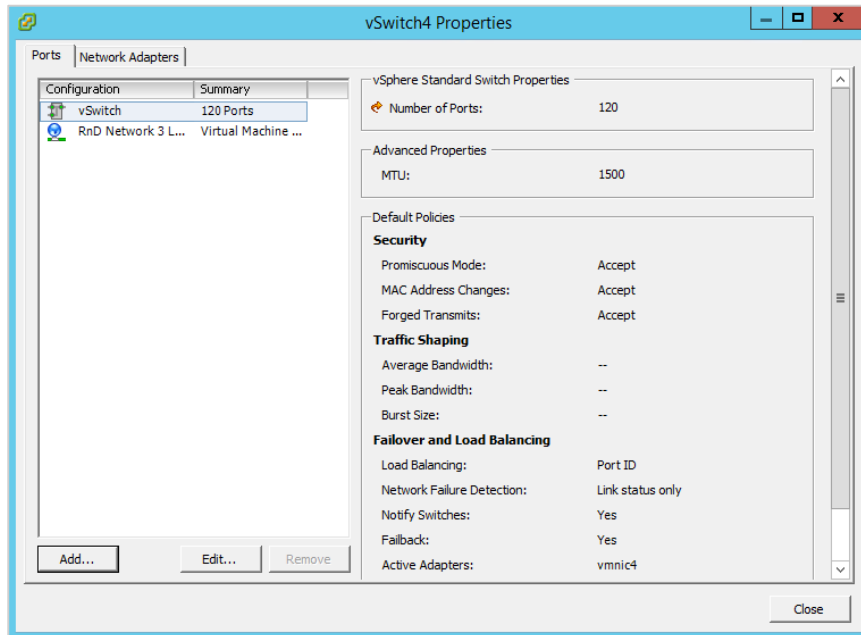 vSwitch4 Properties
Ports
Network Adapters
Configuration Summary
vSwitch 120 Ports
RnD Network 3 L... Virtual Machine ...
Add...
Edit...
Remove
vSphere Standard Switch Properties
Number of Ports: 120
Advanced Properties
MTU: 1500
Default Policies
Security
Promiscuous Mode: Accept
MAC Address Changes: Accept
Forged Transmits: Accept
Traffic Shaping
Average Bandwidth: --
Peak Bandwidth: --
Burst Size: --
Failover and Load Balancing
Load Balancing: Port ID
Network Failure Detection: Link status only
Notify Switches: Yes
Failback: Yes
Active Adapters: vmnic4
Close